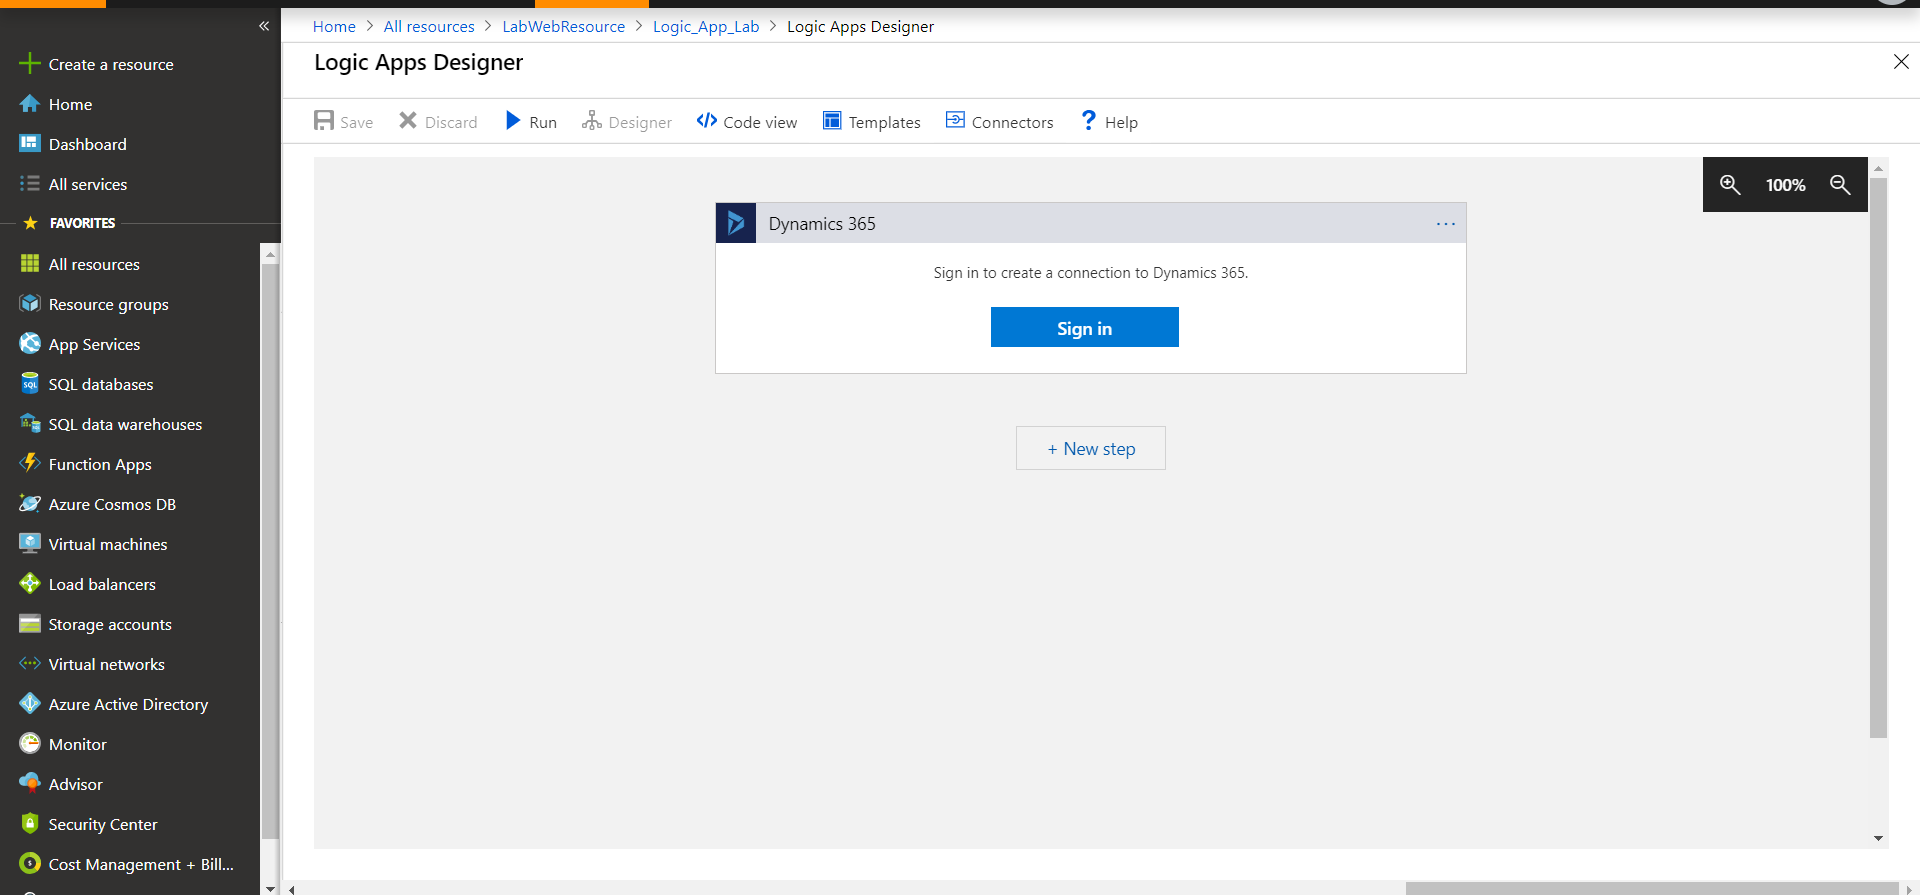 Home > All resources > LabWebResource > Logic_App_Lab > Logic Apps Designer
Logic Apps Designer
Save Discard Run Designer Code view Templates Connectors Help
Create a resource
Home
Dashboard
All services
FAVORITES
All resources
Resource groups
App Services
SQL databases
SQL data warehouses
Function Apps
Azure Cosmos DB
Virtual machines
Load balancers
Storage accounts
Virtual networks
Azure Active Directory
Monitor
Advisor
Security Center
Cost Management + Bill...
100%
Dynamics 365
Sign in to create a connection to Dynamics 365.
Sign in
+ New step